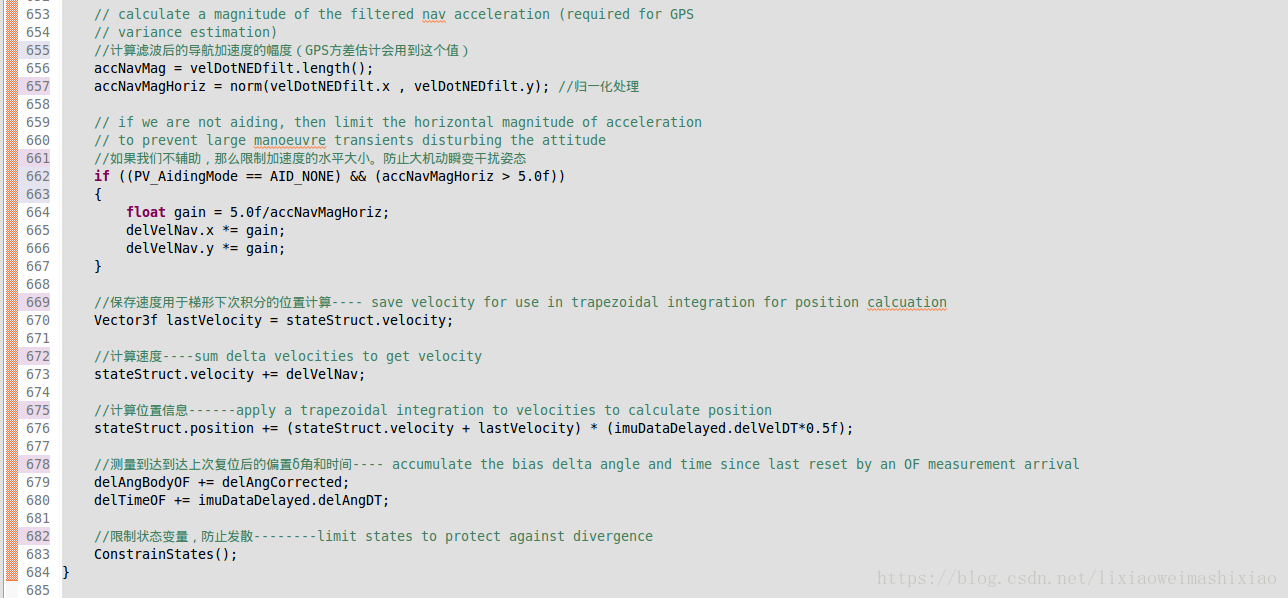 653 // calculate a magnitude of the filtered nav acceleration (required for GPS
654 // variance estimation)
655 //计算滤波后的导航加速度的幅度（GPS方差估计会用到这个值）
656 accNavMag = velDotNEDfilt.length();
657 accNavMagHoriz = norm(velDotNEDfilt.x , velDotNEDfilt.y); //归一化处理
658
659 // if we are not aiding, then limit the horizontal magnitude of acceleration
660 // to prevent large manoeuvre transients disturbing the attitude
661 //如果我们不辅助，那么限制加速度的水平大小。防止大机动瞬变干扰姿态
662 if ((PV_AidingMode == AID_NONE) && (accNavMagHoriz > 5.0f))
663 {
664 float gain = 5.0f/accNavMagHoriz;
665 delVelNav.x *= gain;
666 delVelNav.y *= gain;
667 }
668
669 //保存速度用于梯形下次积分的位置计算---- save velocity for use in trapezoidal integration for position calcuation
670 Vector3f lastVelocity = stateStruct.velocity;
671
672 //计算速度----sum delta velocities to get velocity
673 stateStruct.velocity += delVelNav;
674
675 //计算位置信息------apply a trapezoidal integration to velocities to calculate position
676 stateStruct.position += (stateStruct.velocity + lastVelocity) * (imuDataDelayed.delVelDT*0.5f);
677
678 //测量到达到达上次复位后的偏置δ角和时间---- accumulate the bias delta angle and time since last reset by an OF measurement arrival
679 delAngBodyOF += delAngCorrected;
680 delTimeOF += imuDataDelayed.delAngDT;
681
682 //限制状态变量，防止发散--------limit states to protect against divergence
683 ConstrainStates();
684 }
685
https://blog.csdn.net/lixiaoweimashixiao